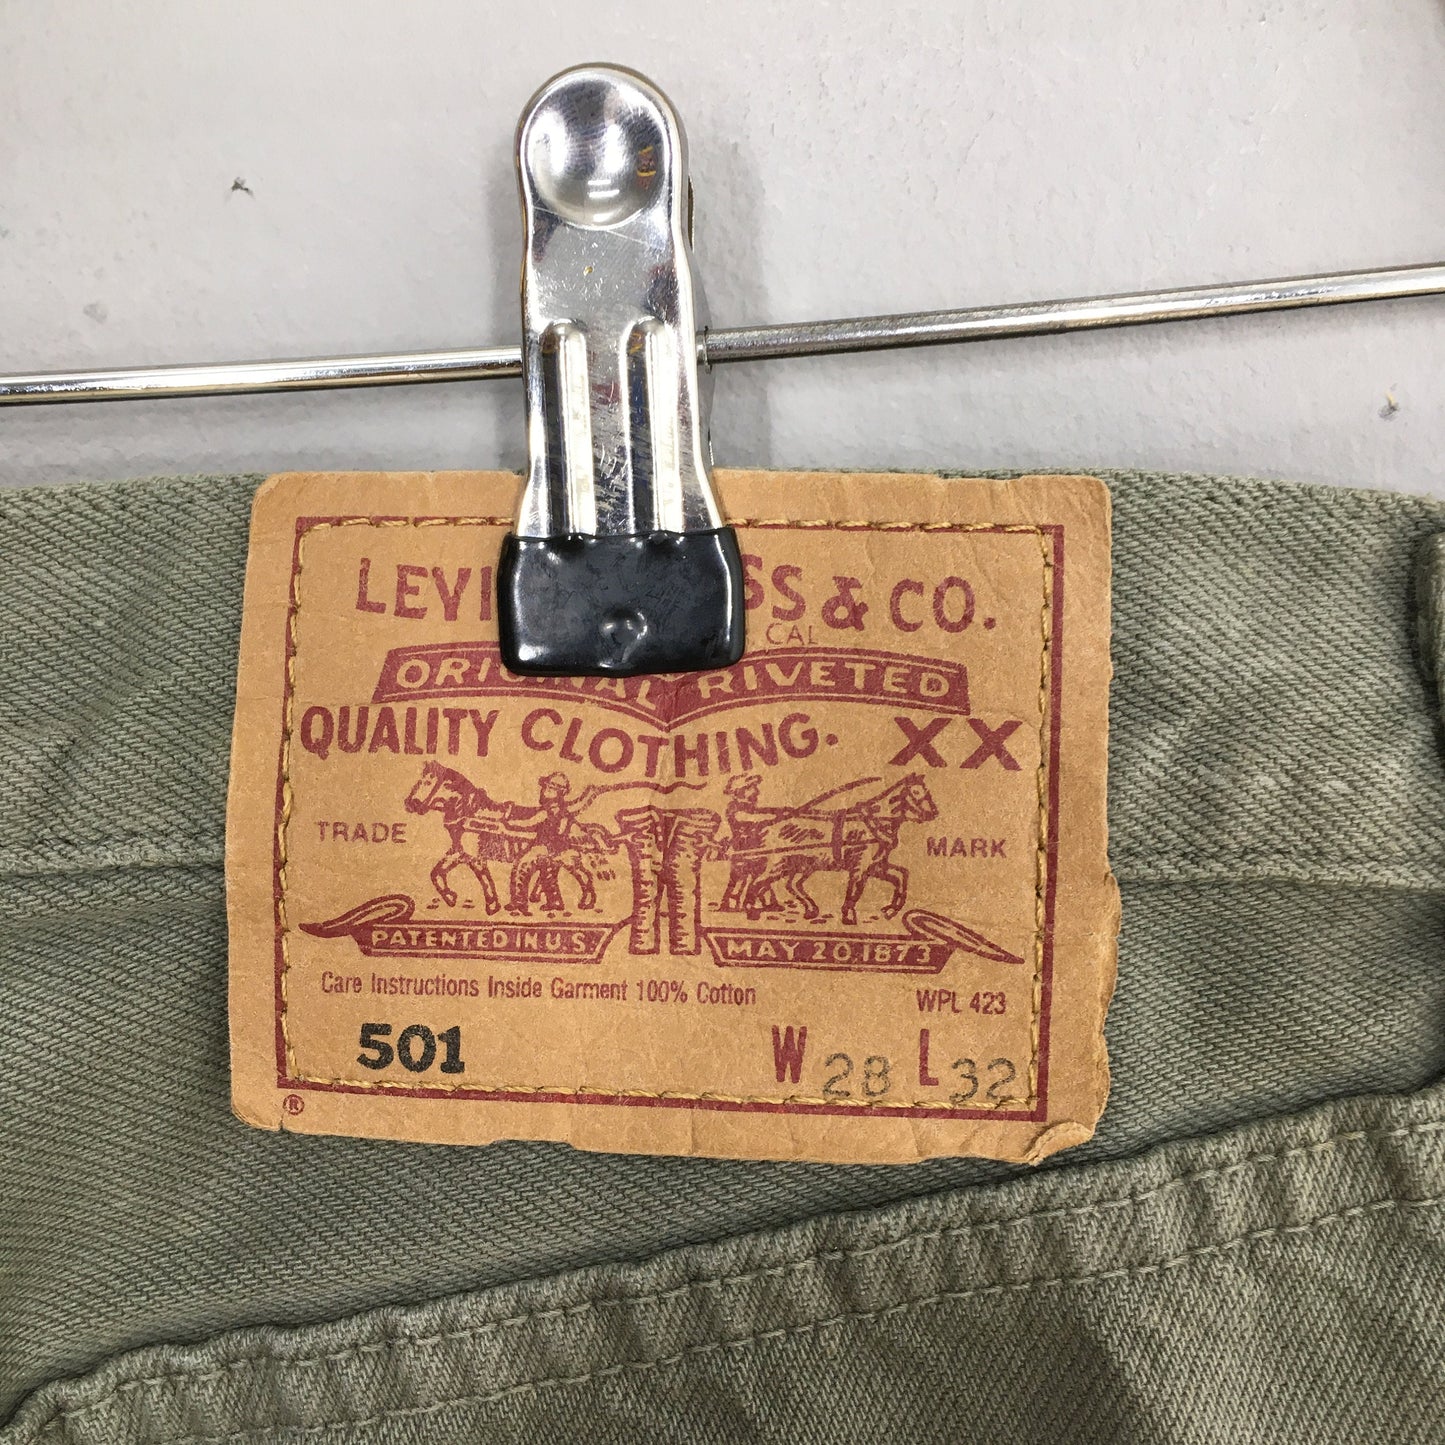 LEVI SS & CO.
CAL
ORIGINAL RIVETED
QUALITY CLOTHING. XX
TRADE MARK
PATENTED IN U.S. MAY 20.1873
Care Instructions Inside Garment 100% Cotton WPL 423
501 W 28 L 32
®